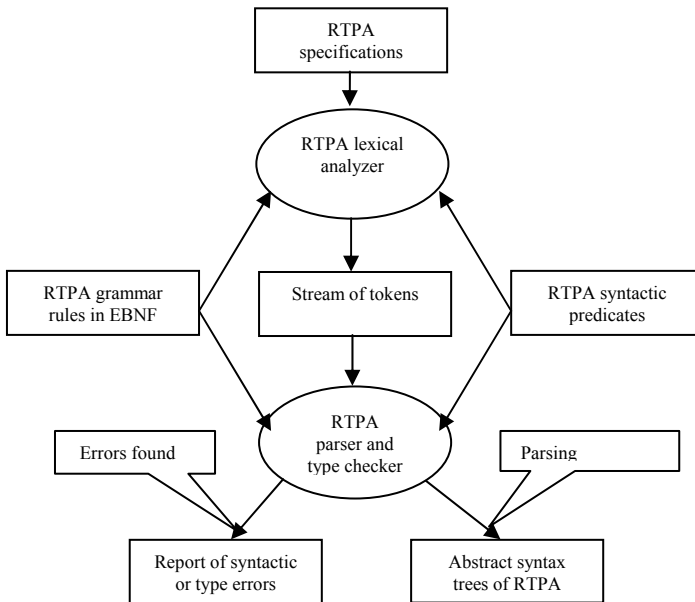 RTPA
specifications
RTPA lexical
analyzer
RTPA grammar
rules in EBNF
Stream of tokens
RTPA syntactic
predicates
RTPA
parser and
type checker
Errors found
Parsing
Report of syntactic
or type errors
Abstract syntax
trees of RTPA